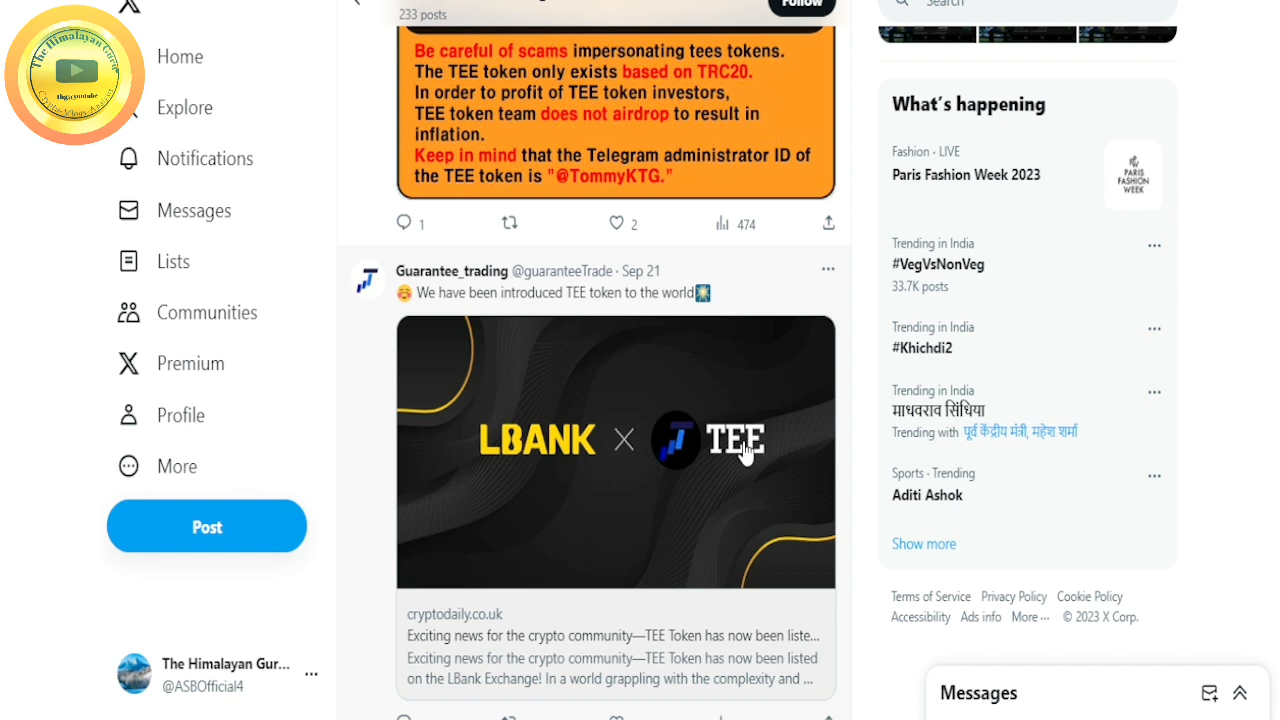 The Himalayan Guru
thgscyoutube
Crypto-Vlogs-Analyst
Home
Explore
Notifications
Messages
Lists
Communities
Premium
Profile
More
Post
The Himalayan Gur...
@ASBOfficial4
233 posts
Follow
Be careful of scams impersonating tees tokens.
The TEE token only exists based on TRC20.
In order to profit of TEE token investors,
TEE token team does not airdrop to result in
inflation.
Keep in mind that the Telegram administrator ID of
the TEE token is "@TommyKTG."
1
2
474
Guarantee_trading @guaranteeTrade · Sep 21
We have been introduced TEE token to the world
LBANK X TEE
cryptodaily.co.uk
Exciting news for the crypto community—TEE Token has now been liste...
Exciting news for the crypto community—TEE Token has now been listed
on the LBank Exchange! In a world grappling with the complexity and ...
Search
What's happening
Fashion · LIVE
Paris Fashion Week 2023
PARIS
FASHION
WEEK
Trending in India
#VegVsNonVeg
33.7K posts
Trending in India
#Khichdi2
Trending in India
माधवराव सिंधिया
Trending with पूर्व केंद्रीय मंत्री, महेश शर्मा
Sports · Trending
Aditi Ashok
Show more
Terms of Service Privacy Policy Cookie Policy
Accessibility Ads info More ··· © 2023 X Corp.
Messages